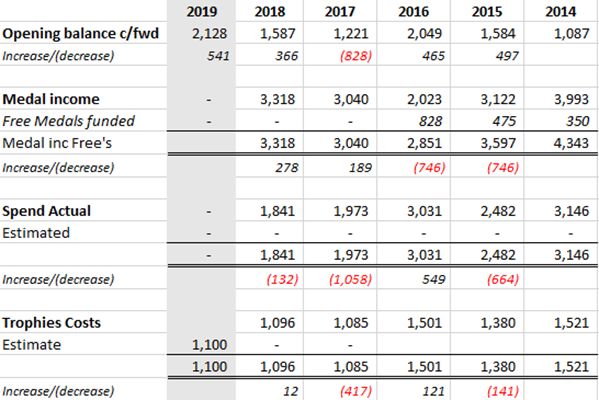 2019 2018 2017 2016 2015 2014
Opening balance c/fwd 2,128 1,587 1,221 2,049 1,584 1,087
Increase/(decrease) 541 366 (828) 465 497
Medal income - 3,318 3,040 2,023 3,122 3,993
Free Medals funded - - - 828 475 350
Medal inc Free's 3,318 3,040 2,851 3,597 4,343
Increase/(decrease) 278 189 (746) (746)
Spend Actual - 1,841 1,973 3,031 2,482 3,146
Estimated - - - - - -
- 1,841 1,973 3,031 2,482 3,146
Increase/(decrease) (132) (1,058) 549 (664)
Trophies Costs 1,096 1,085 1,501 1,380 1,521
Estimate 1,100 - -
1,100 1,096 1,085 1,501 1,380 1,521
Increase/(decrease) 12 (417) 121 (141)